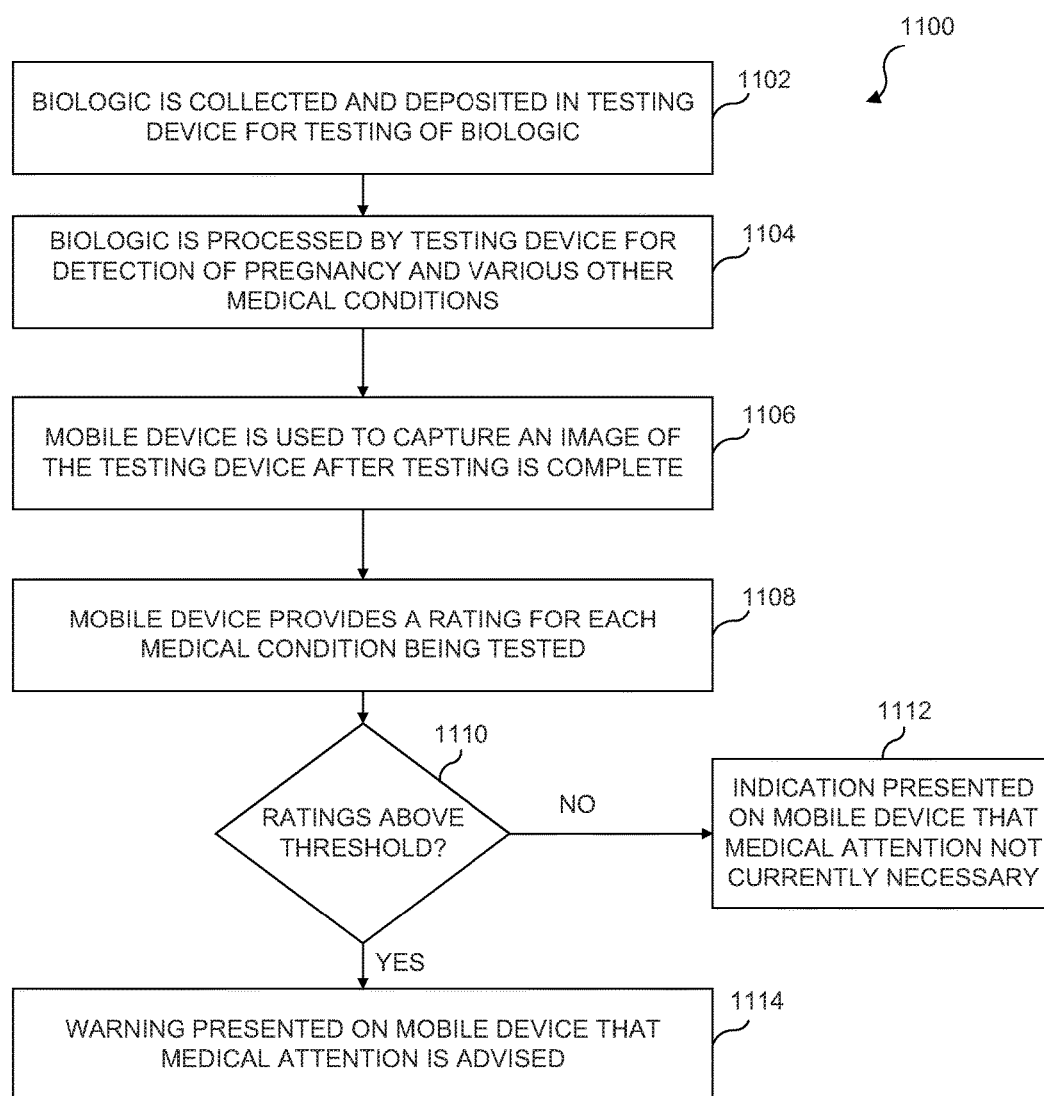 1100
BIOLOGIC IS COLLECTED AND DEPOSITED IN TESTING
DEVICE FOR TESTING OF BIOLOGIC
1102
BIOLOGIC IS PROCESSED BY TESTING DEVICE FOR
DETECTION OF PREGNANCY AND VARIOUS OTHER
MEDICAL CONDITIONS
1104
MOBILE DEVICE IS USED TO CAPTURE AN IMAGE OF
THE TESTING DEVICE AFTER TESTING IS COMPLETE
1106
MOBILE DEVICE PROVIDES A RATING FOR EACH
MEDICAL CONDITION BEING TESTED
1108
1110
RATINGS ABOVE
THRESHOLD?
NO
1112
INDICATION PRESENTED
ON MOBILE DEVICE THAT
MEDICAL ATTENTION NOT
CURRENTLY NECESSARY
YES
WARNING PRESENTED ON MOBILE DEVICE THAT
MEDICAL ATTENTION IS ADVISED
1114